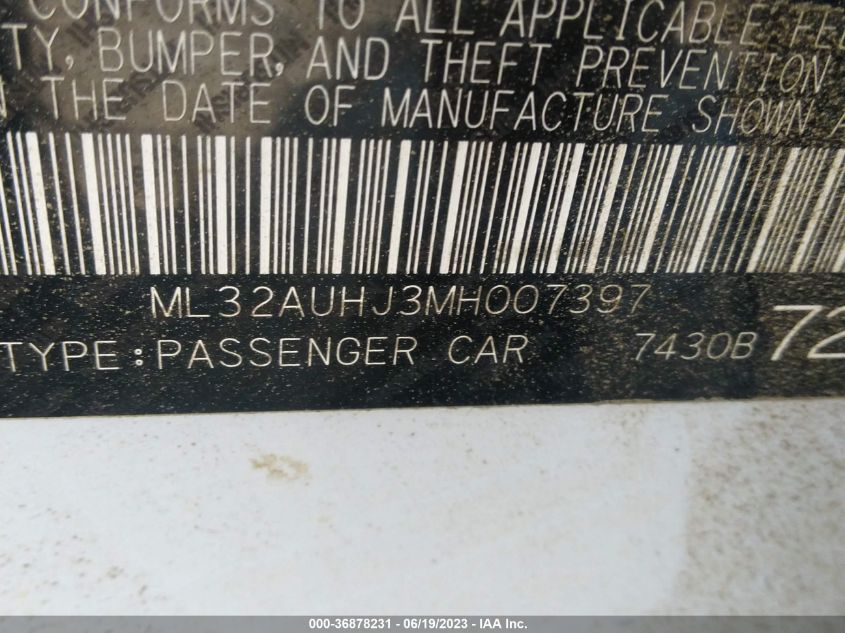 CONFORMS TO ALL APPLICABLE
TY, BUMPER, AND THEFT PREVENTION
THE DATE OF MANUFACTURE SHOWN
ML32AUHJ3MH007397
TYPE:PASSENGER CAR 7430B 72
000-36878231 - 06/19/2023 - IAA Inc.